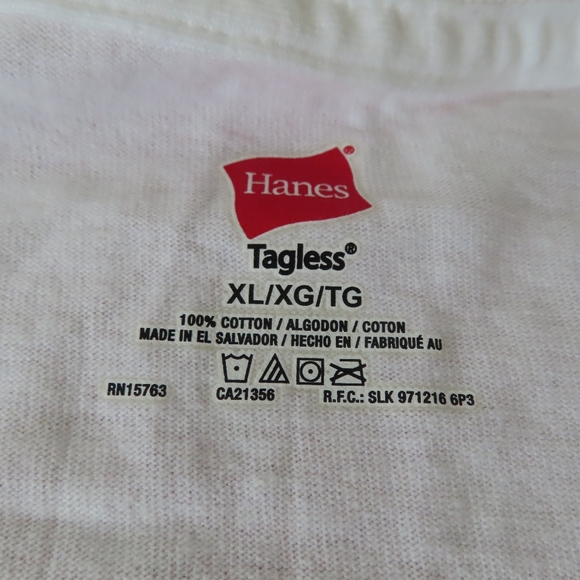 Hanes®
Tagless®
XL/XG/TG
100% COTTON / ALGODON / COTON
MADE IN EL SALVADOR / HECHO EN / FABRIQUÉ AU
RN15763 CA21356 R.F.C.: SLK 971216 6P3